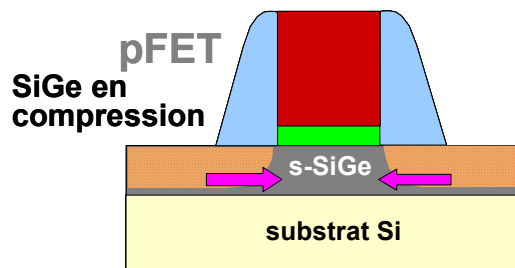 pFET
SiGe en
compression
s-SiGe
substrat Si